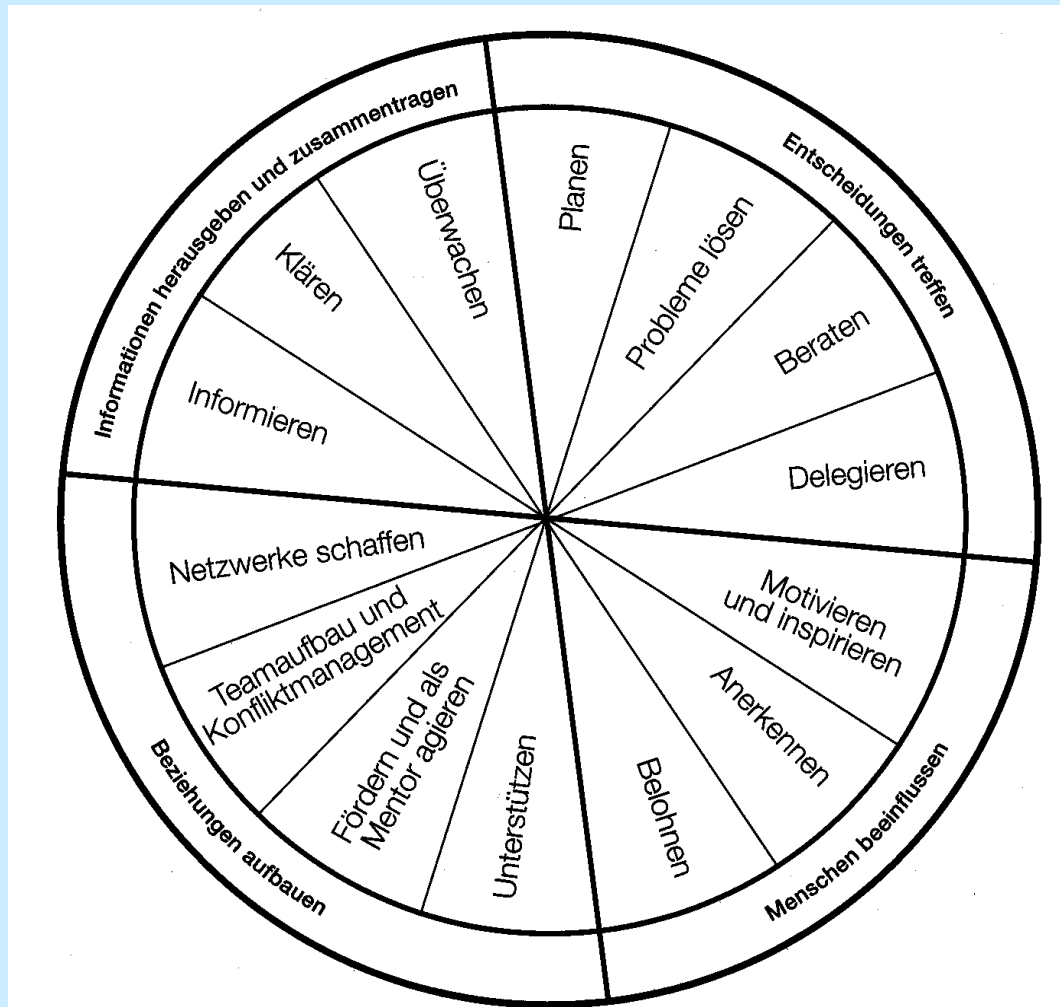 Informationen herausgeben und zusammentragen
Überwachen
Klären
Informieren
Entscheidungen treffen
Planen
Probleme lösen
Beraten
Delegieren
Menschen beeinflussen
Motivieren
und inspirieren
Anerkennen
Belohnen
Beziehungen aufbauen
Netzwerke schaffen
Teamaufbau und
Konfliktmanagement
Fördern und als
Mentor agieren
Unterstützen